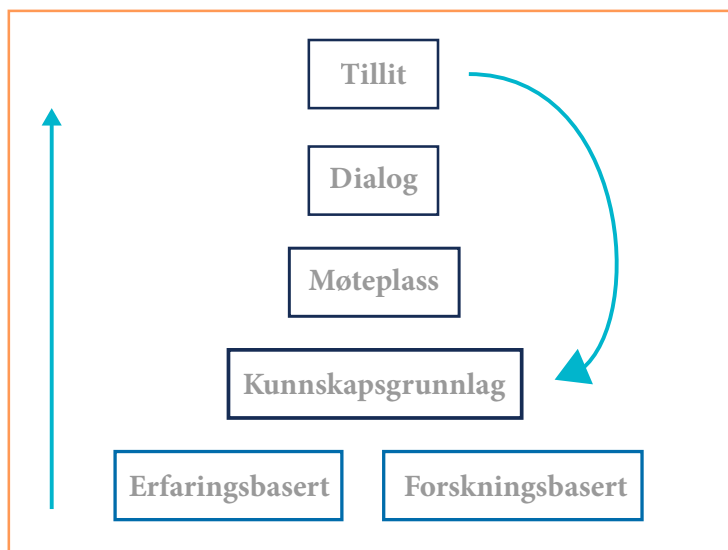 Tillit
Dialog
Møteplass
Kunnskapsgrunnlag
Erfaringsbasert
Forskningsbasert